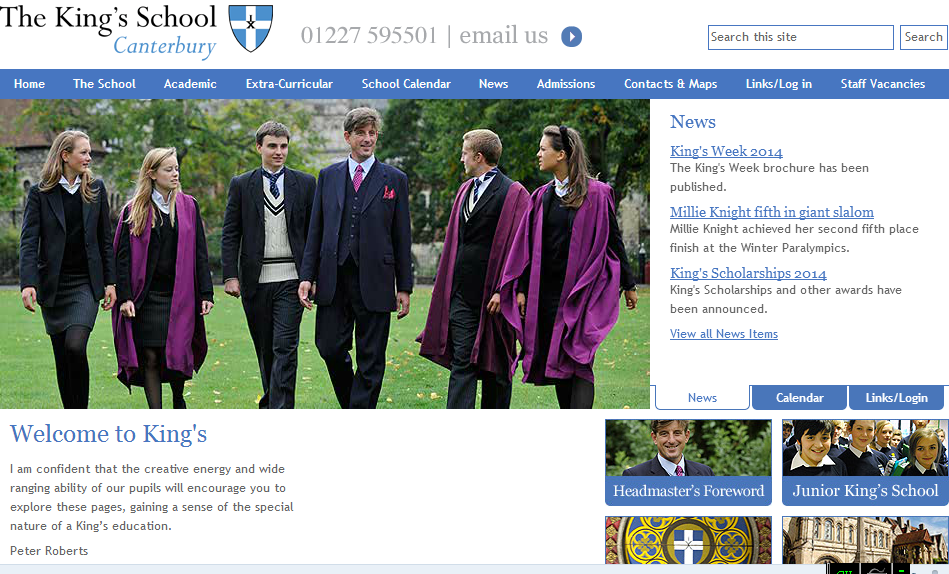 The King's School
Canterbury
01227 595501 | email us
Search this site
Search
Home The School Academic Extra-Curricular School Calendar News Admissions Contacts & Maps Links/Log in Staff Vacancies
News
King's Week 2014
The King's Week brochure has been
published.
Millie Knight fifth in giant slalom
Millie Knight achieved her second fifth place
finish at the Winter Paralympics.
King's Scholarships 2014
King's Scholarships and other awards have
been announced.
View all News Items
News Calendar Links/Login
Welcome to King's
I am confident that the creative energy and wide
ranging ability of our pupils will encourage you to
explore these pages, gaining a sense of the special
nature of a King’s education.
Peter Roberts
Headmaster's Foreword
Junior King's School